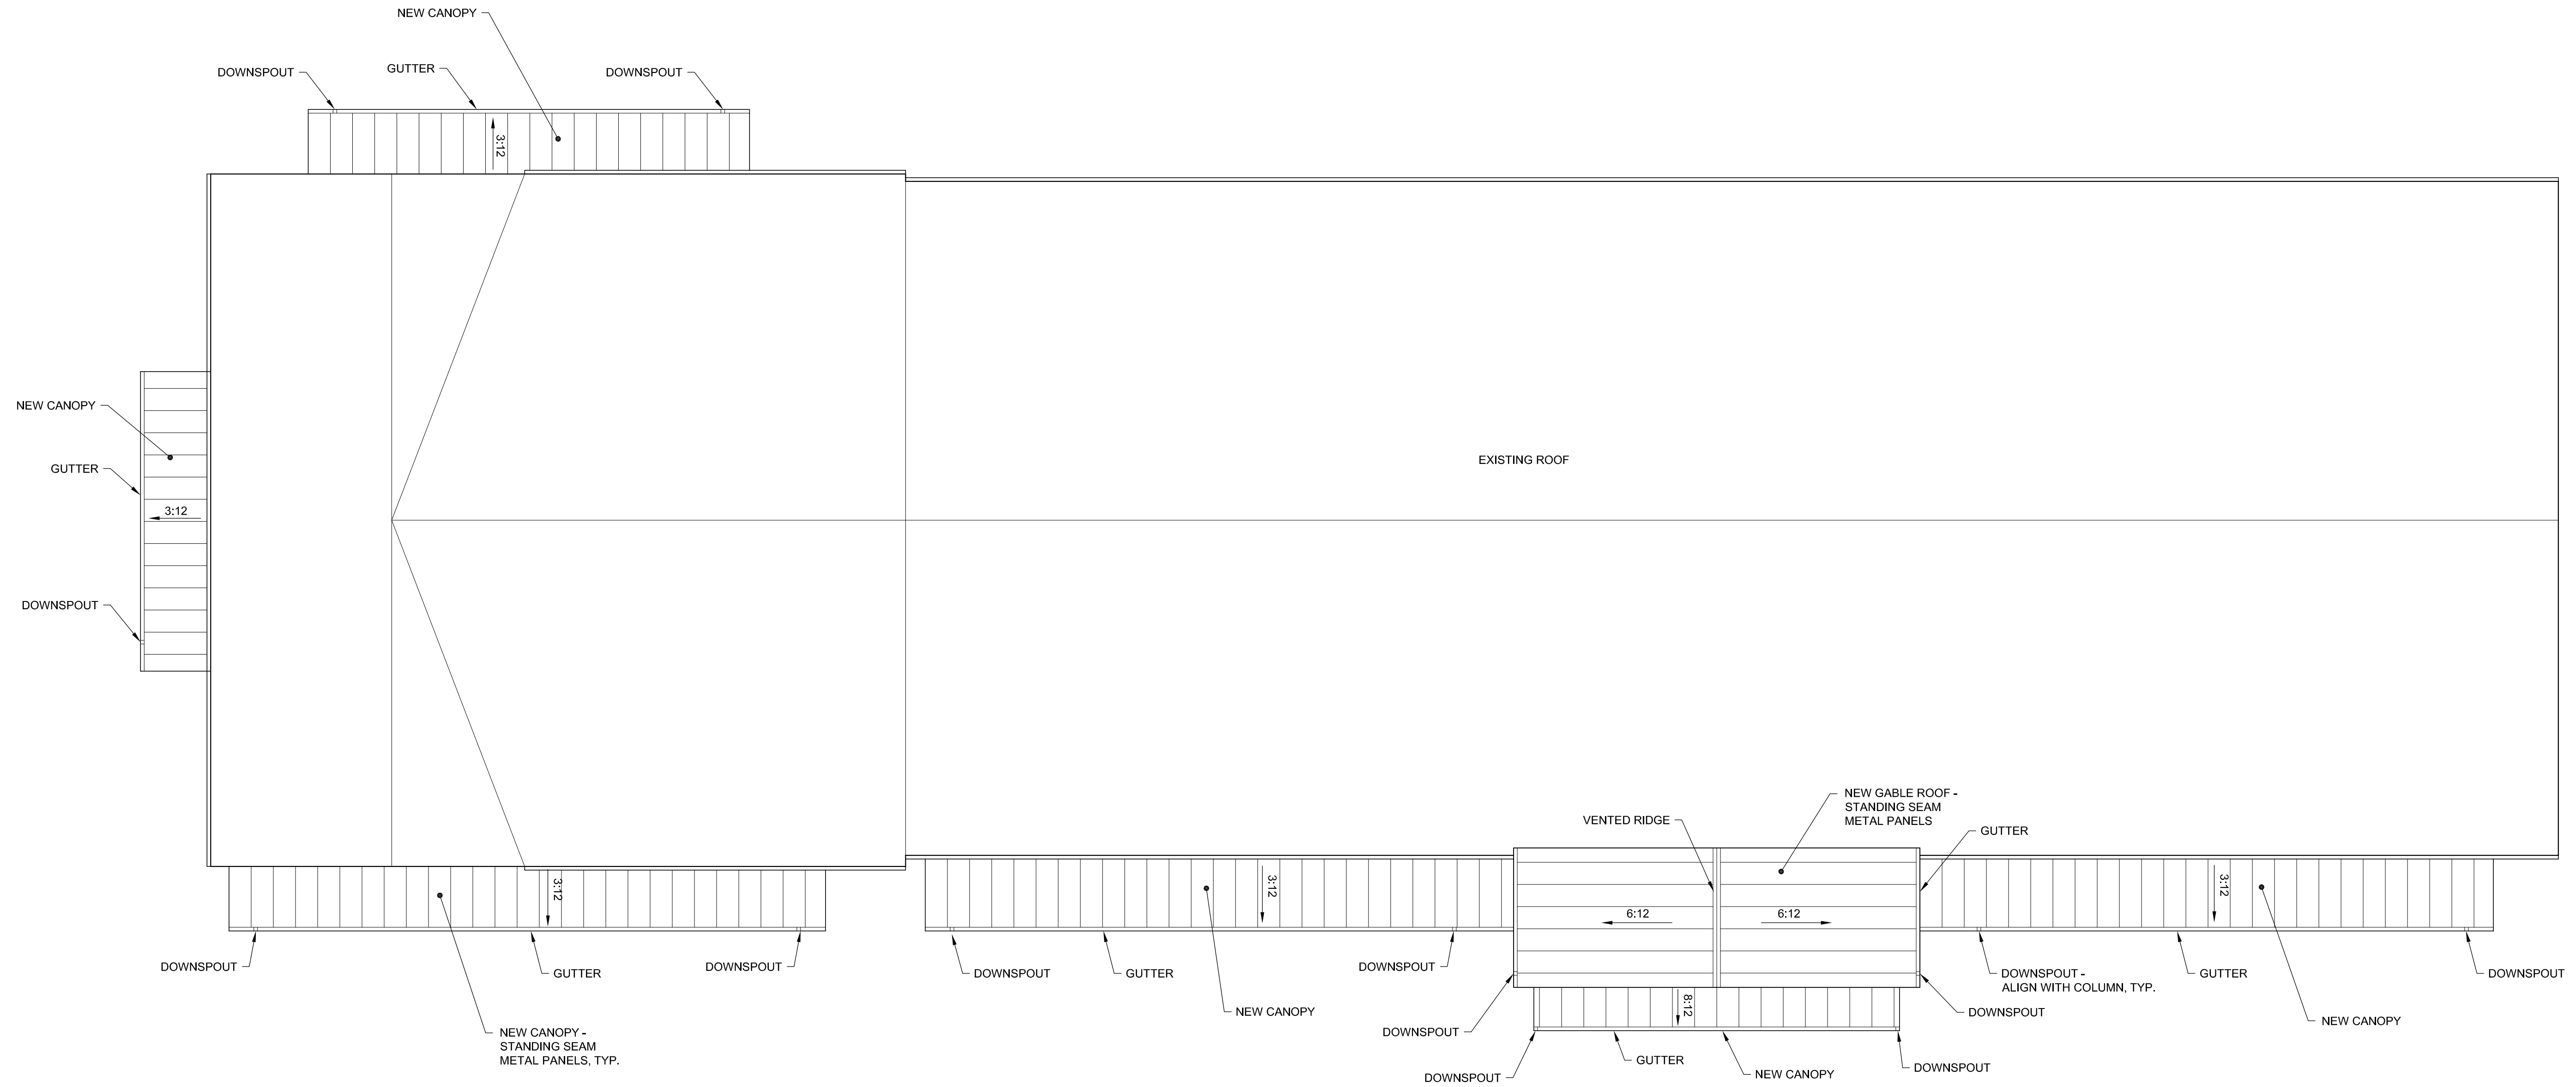 NEW CANOPY
DOWNSPOUT
GUTTER
DOWNSPOUT
3:12
NEW CANOPY
GUTTER
3:12
DOWNSPOUT
EXISTING ROOF
NEW GABLE ROOF -
STANDING SEAM
METAL PANELS
VENTED RIDGE
GUTTER
3:12
3:12
3:12
6:12
6:12
DOWNSPOUT
GUTTER
DOWNSPOUT
DOWNSPOUT
GUTTER
DOWNSPOUT
DOWNSPOUT -
ALIGN WITH COLUMN, TYP.
GUTTER
DOWNSPOUT
NEW CANOPY -
STANDING SEAM
METAL PANELS, TYP.
NEW CANOPY
DOWNSPOUT
8:12
DOWNSPOUT
NEW CANOPY
DOWNSPOUT
GUTTER
NEW CANOPY
DOWNSPOUT